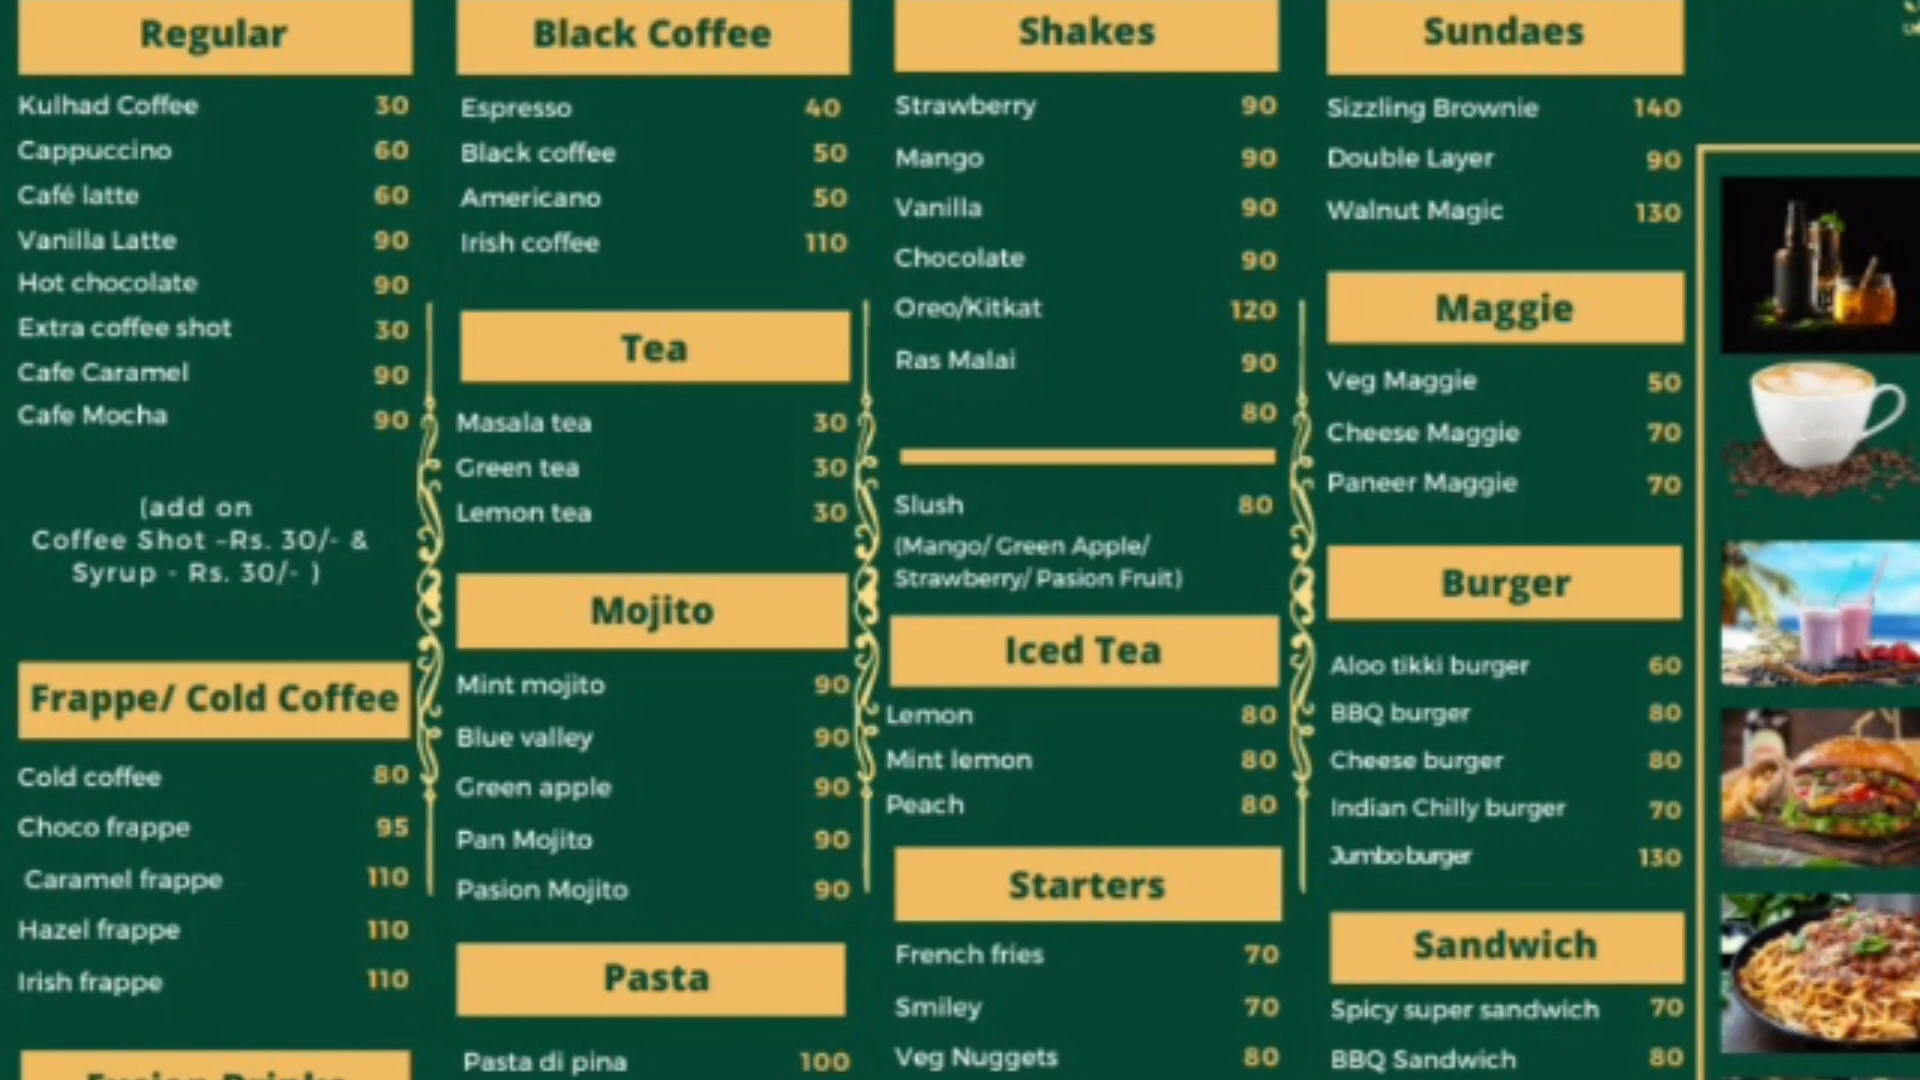 Regular
Kulhad Coffee 30
Cappuccino 60
Café latte 60
Vanilla Latte 90
Hot chocolate 90
Extra coffee shot 30
Cafe Caramel 90
Cafe Mocha 90
(add on
Coffee Shot –Rs. 30/- &
Syrup - Rs. 30/- )
Frappe/ Cold Coffee
Cold coffee 80
Choco frappe 95
Caramel frappe 110
Hazel frappe 110
Irish frappe 110
Fusion Drinks
Black Coffee
Espresso 40
Black coffee 50
Americano 50
Irish coffee 110
Tea
Masala tea 30
Green tea 30
Lemon tea 30
Mojito
Mint mojito 90
Blue valley 90
Green apple 90
Pan Mojito 90
Pasion Mojito 90
Pasta
Pasta di pina 100
Shakes
Strawberry 90
Mango 90
Vanilla 90
Chocolate 90
Oreo/Kitkat 120
Ras Malai 90
80
Slush 80
(Mango/ Green Apple/
Strawberry/ Pasion Fruit)
Iced Tea
Lemon 80
Mint lemon 80
Peach 80
Starters
French fries 70
Smiley 70
Veg Nuggets 80
Sundaes
Sizzling Brownie 140
Double Layer 90
Walnut Magic 130
Maggie
Veg Maggie 50
Cheese Maggie 70
Paneer Maggie 70
Burger
Aloo tikki burger 60
BBQ burger 80
Cheese burger 80
Indian Chilly burger 70
Jumbo burger 130
Sandwich
Spicy super sandwich 70
BBQ Sandwich 80